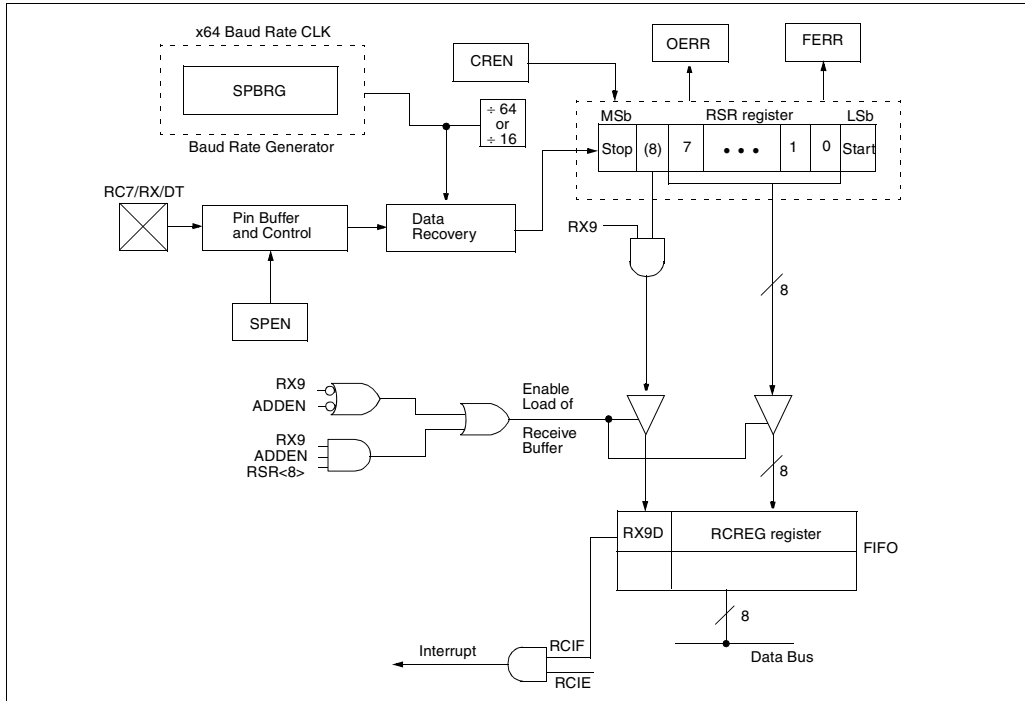 x64 Baud Rate CLK
SPBRG
Baud Rate Generator
CREN
OERR
FERR
÷ 64
or
÷ 16
MSb
RSR register
LSb
Stop
(8)
7
• • •
1
0
Start
RC7/RX/DT
Pin Buffer
and Control
Data
Recovery
SPEN
RX9
8
RX9
ADDEN
RX9
ADDEN
RSR<8>
Enable
Load of
Receive
Buffer
8
RX9D
RCREG register
FIFO
8
Data Bus
Interrupt
RCIF
RCIE